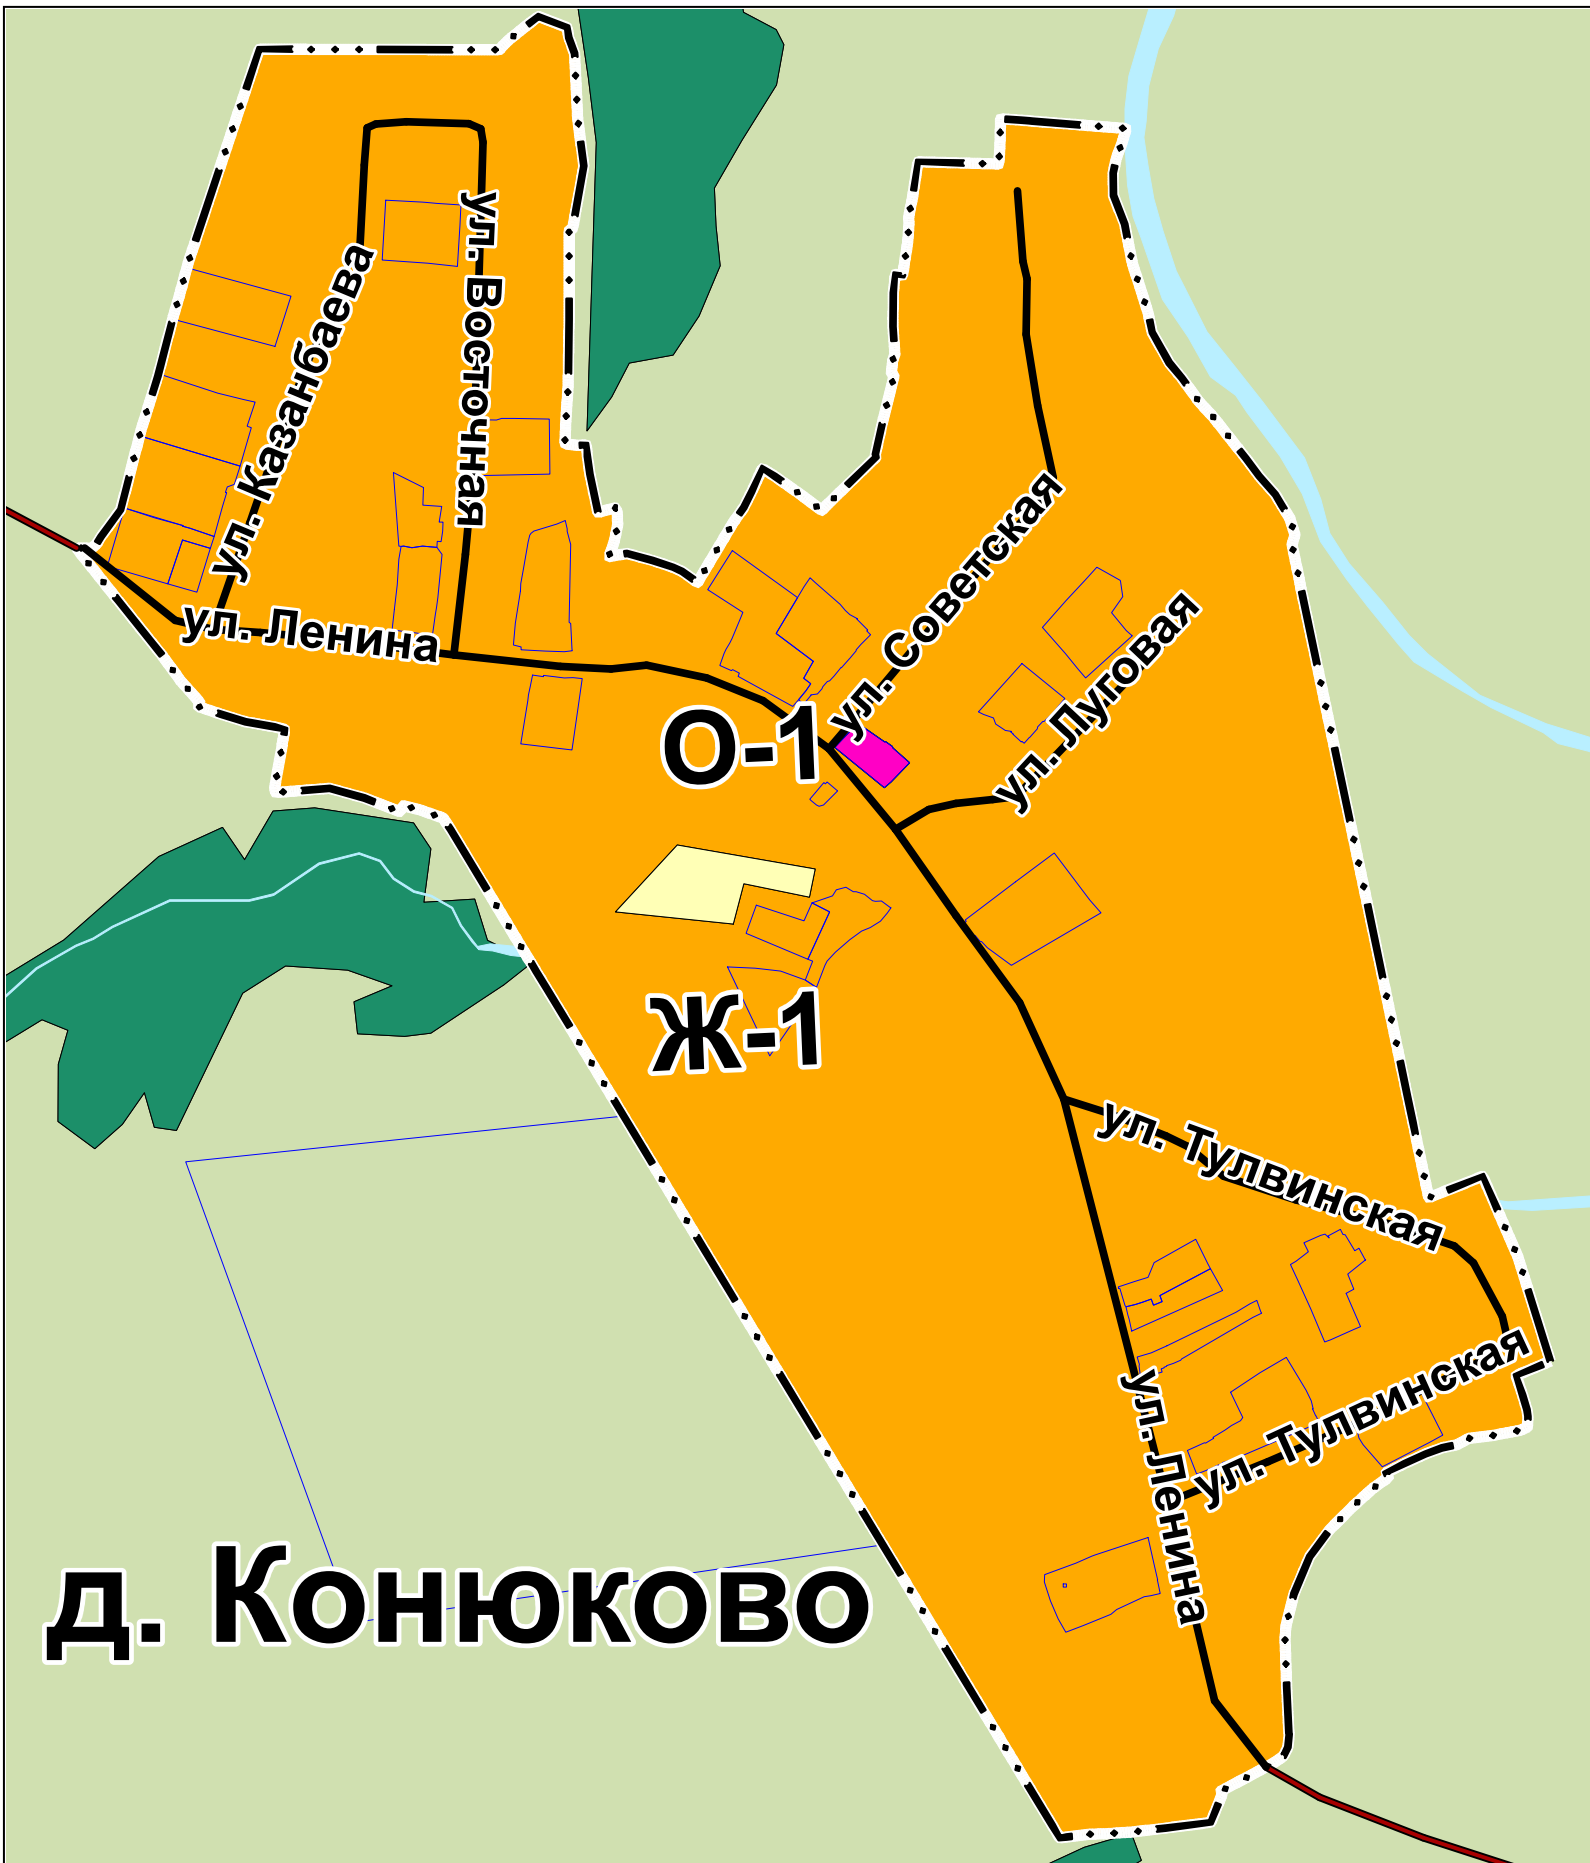 ул. Восточная
ул. Казанбаева
ул. Ленина
ул. Советская
ул. Луговая
О-1
Ж-1
ул. Тулвинская
ул. Тулвинская
ул. Ленина
д. Конюково